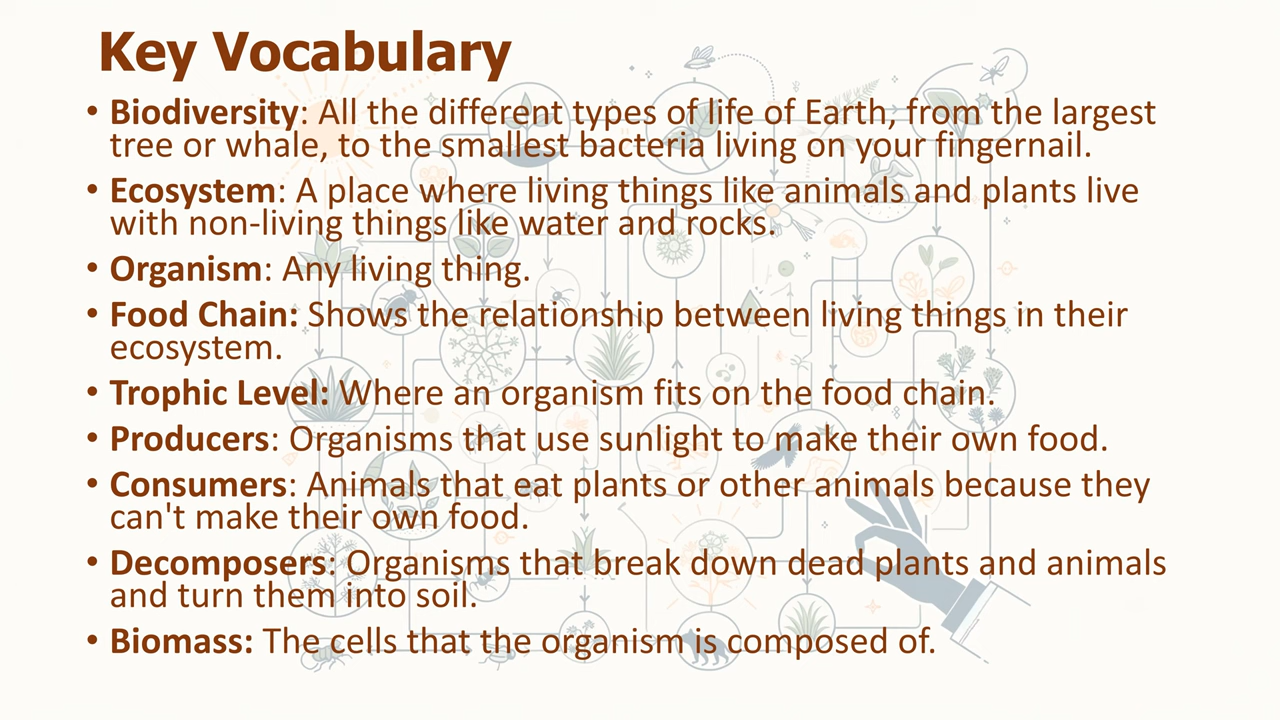 Key Vocabulary
• Biodiversity: All the different types of life of Earth, from the largest
tree or whale, to the smallest bacteria living on your fingernail.
• Ecosystem: A place where living things like animals and plants live
with non-living things like water and rocks.
• Organism: Any living thing.
• Food Chain: Shows the relationship between living things in their
ecosystem.
• Trophic Level: Where an organism fits on the food chain.
• Producers: Organisms that use sunlight to make their own food.
• Consumers: Animals that eat plants or other animals because they
can't make their own food.
• Decomposers: Organisms that break down dead plants and animals
and turn them into soil.
• Biomass: The cells that the organism is composed of.